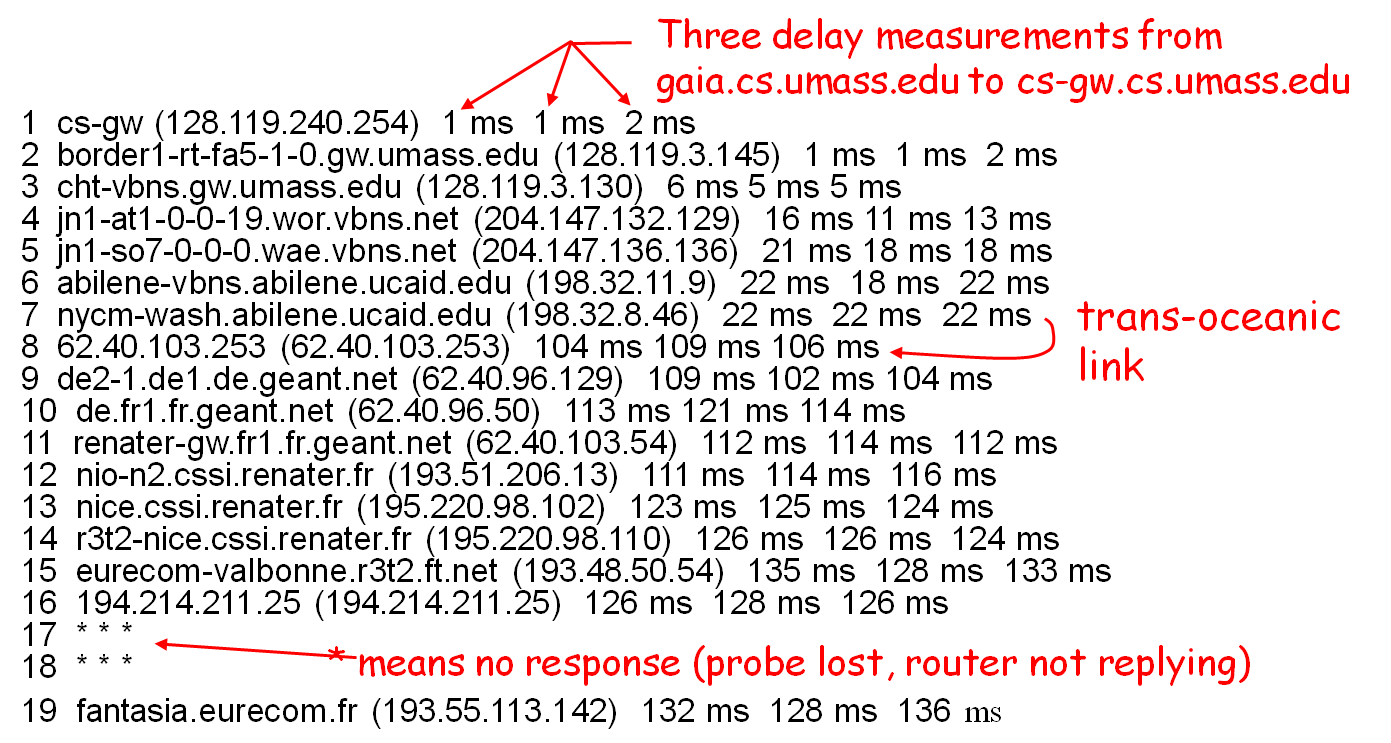 Three delay measurements from
gaia.cs.umass.edu to cs-gw.cs.umass.edu
1 cs-gw (128.119.240.254) 1 ms 1 ms 2 ms
2 border1-rt-fa5-1-0.gw.umass.edu (128.119.3.145) 1 ms 1 ms 2 ms
3 cht-vbns.gw.umass.edu (128.119.3.130) 6 ms 5 ms 5 ms
4 jn1-at1-0-0-19.wor.vbns.net (204.147.132.129) 16 ms 11 ms 13 ms
5 jn1-so7-0-0-0.wae.vbns.net (204.147.136.136) 21 ms 18 ms 18 ms
6 abilene-vbns.abilene.ucaid.edu (198.32.11.9) 22 ms 18 ms 22 ms
7 nycm-wash.abilene.ucaid.edu (198.32.8.46) 22 ms 22 ms 22 ms
trans-oceanic
link
8 62.40.103.253 (62.40.103.253) 104 ms 109 ms 106 ms
9 de2-1.de1.de.geant.net (62.40.96.129) 109 ms 102 ms 104 ms
10 de.fr1.fr.geant.net (62.40.96.50) 113 ms 121 ms 114 ms
11 renater-gw.fr1.fr.geant.net (62.40.103.54) 112 ms 114 ms 112 ms
12 nio-n2.cssi.renater.fr (193.51.206.13) 111 ms 114 ms 116 ms
13 nice.cssi.renater.fr (195.220.98.102) 123 ms 125 ms 124 ms
14 r3t2-nice.cssi.renater.fr (195.220.98.110) 126 ms 126 ms 124 ms
15 eurecom-valbonne.r3t2.ft.net (193.48.50.54) 135 ms 128 ms 133 ms
16 194.214.211.25 (194.214.211.25) 126 ms 128 ms 126 ms
17 * * *
18 * * *
* means no response (probe lost, router not replying)
19 fantasia.eurecom.fr (193.55.113.142) 132 ms 128 ms 136 ms